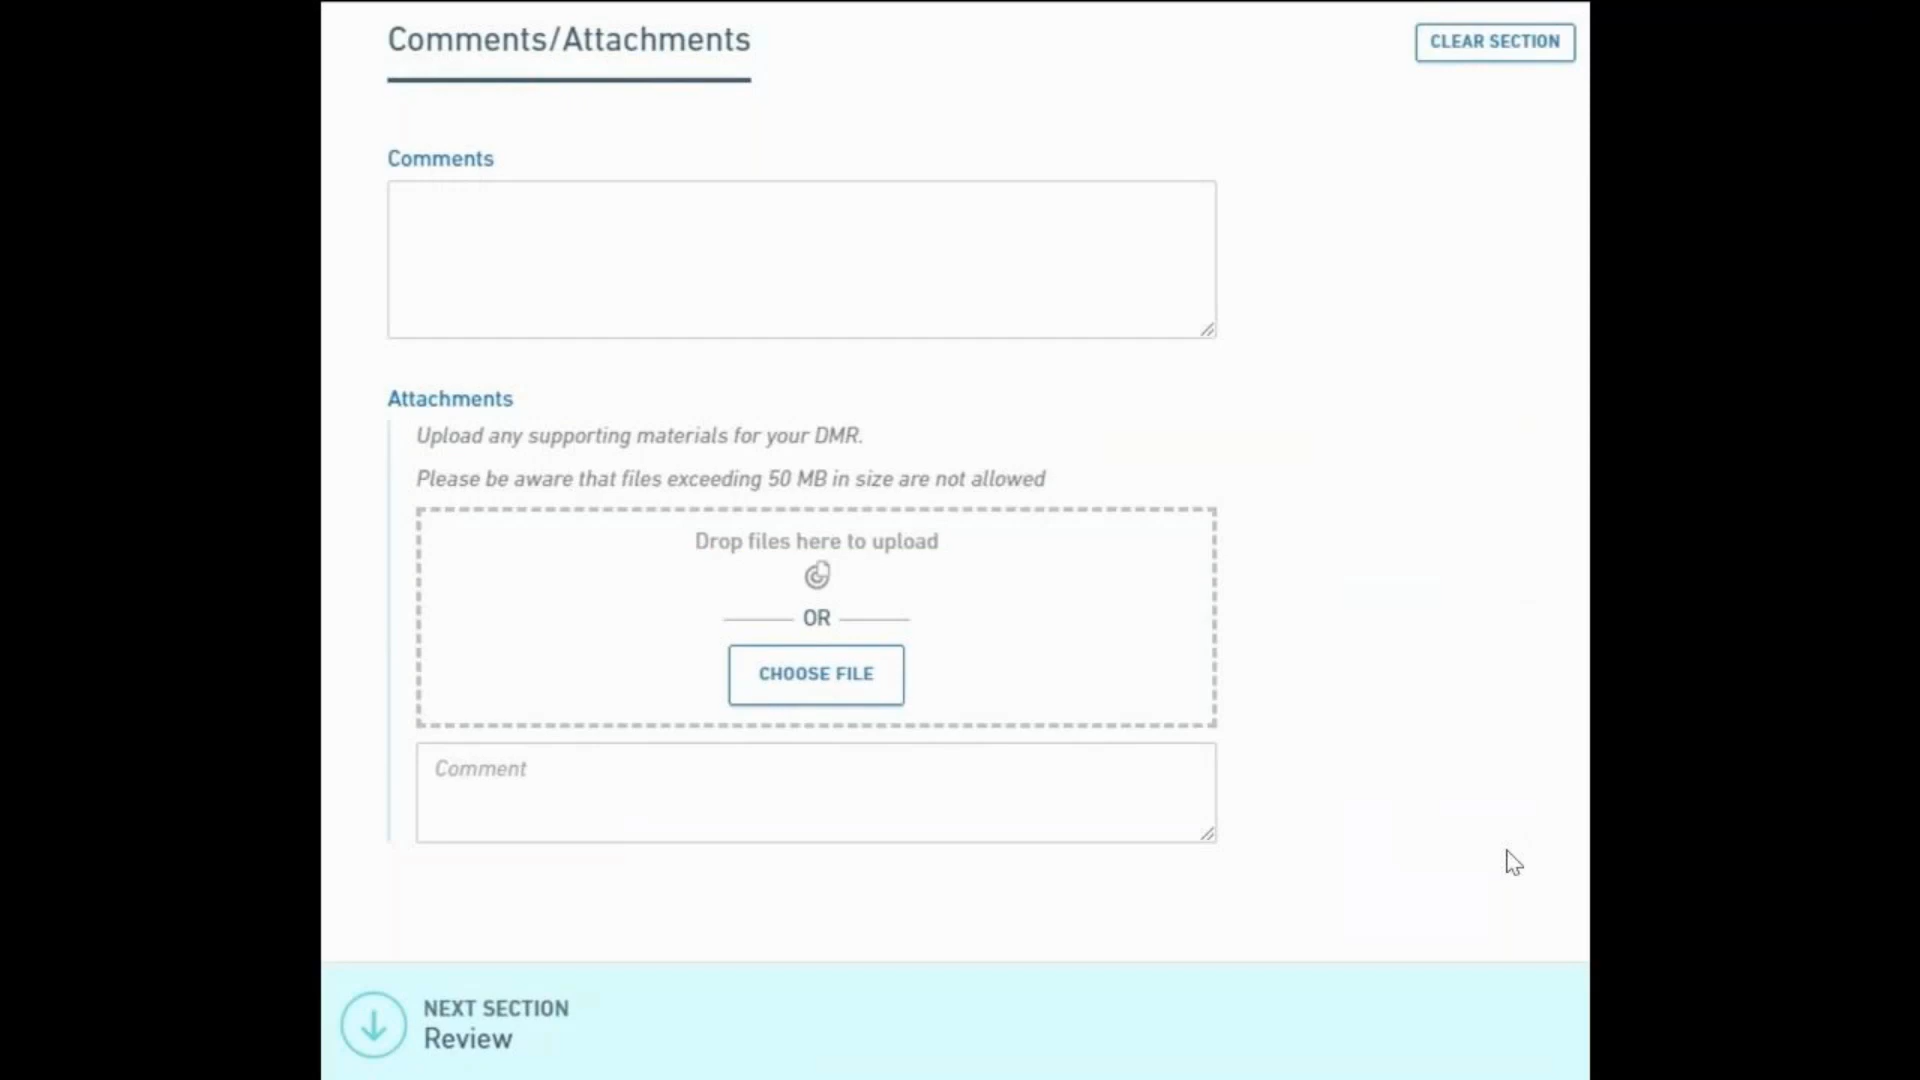 Comments/Attachments
CLEAR SECTION
Comments
Attachments
Upload any supporting materials for your DMR.
Please be aware that files exceeding 50 MB in size are not allowed
Drop files here to upload
OR
CHOOSE FILE
Comment
NEXT SECTION
Review